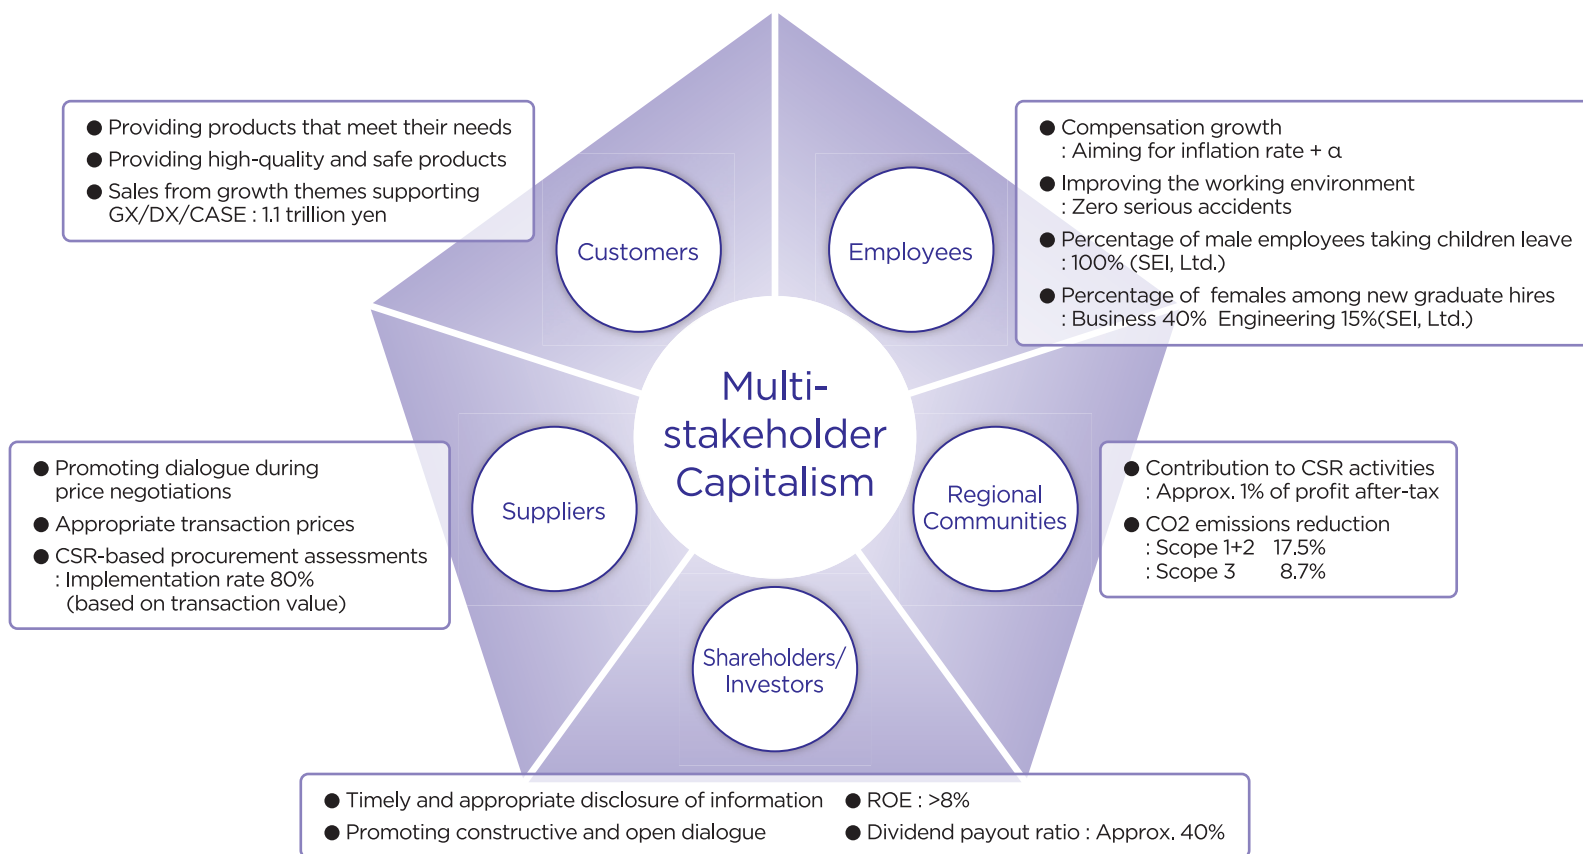 ● Providing products that meet their needs
● Providing high-quality and safe products
● Sales from growth themes supporting
GX/DX/CASE : 1.1 trillion yen
Customers
Employees
● Compensation growth
: Aiming for inflation rate + α
● Improving the working environment
: Zero serious accidents
● Percentage of male employees taking children leave
: 100% (SEI, Ltd.)
● Percentage of females among new graduate hires
: Business 40% Engineering 15%(SEI, Ltd.)
Multi-
stakeholder
Capitalism
● Promoting dialogue during
price negotiations
● Appropriate transaction prices
● CSR-based procurement assessments
: Implementation rate 80%
(based on transaction value)
Suppliers
Regional
Communities
● Contribution to CSR activities
: Approx. 1% of profit after-tax
● CO2 emissions reduction
: Scope 1+2 17.5%
: Scope 3 8.7%
Shareholders/
Investors
● Timely and appropriate disclosure of information
● Promoting constructive and open dialogue
● ROE : >8%
● Dividend payout ratio : Approx. 40%